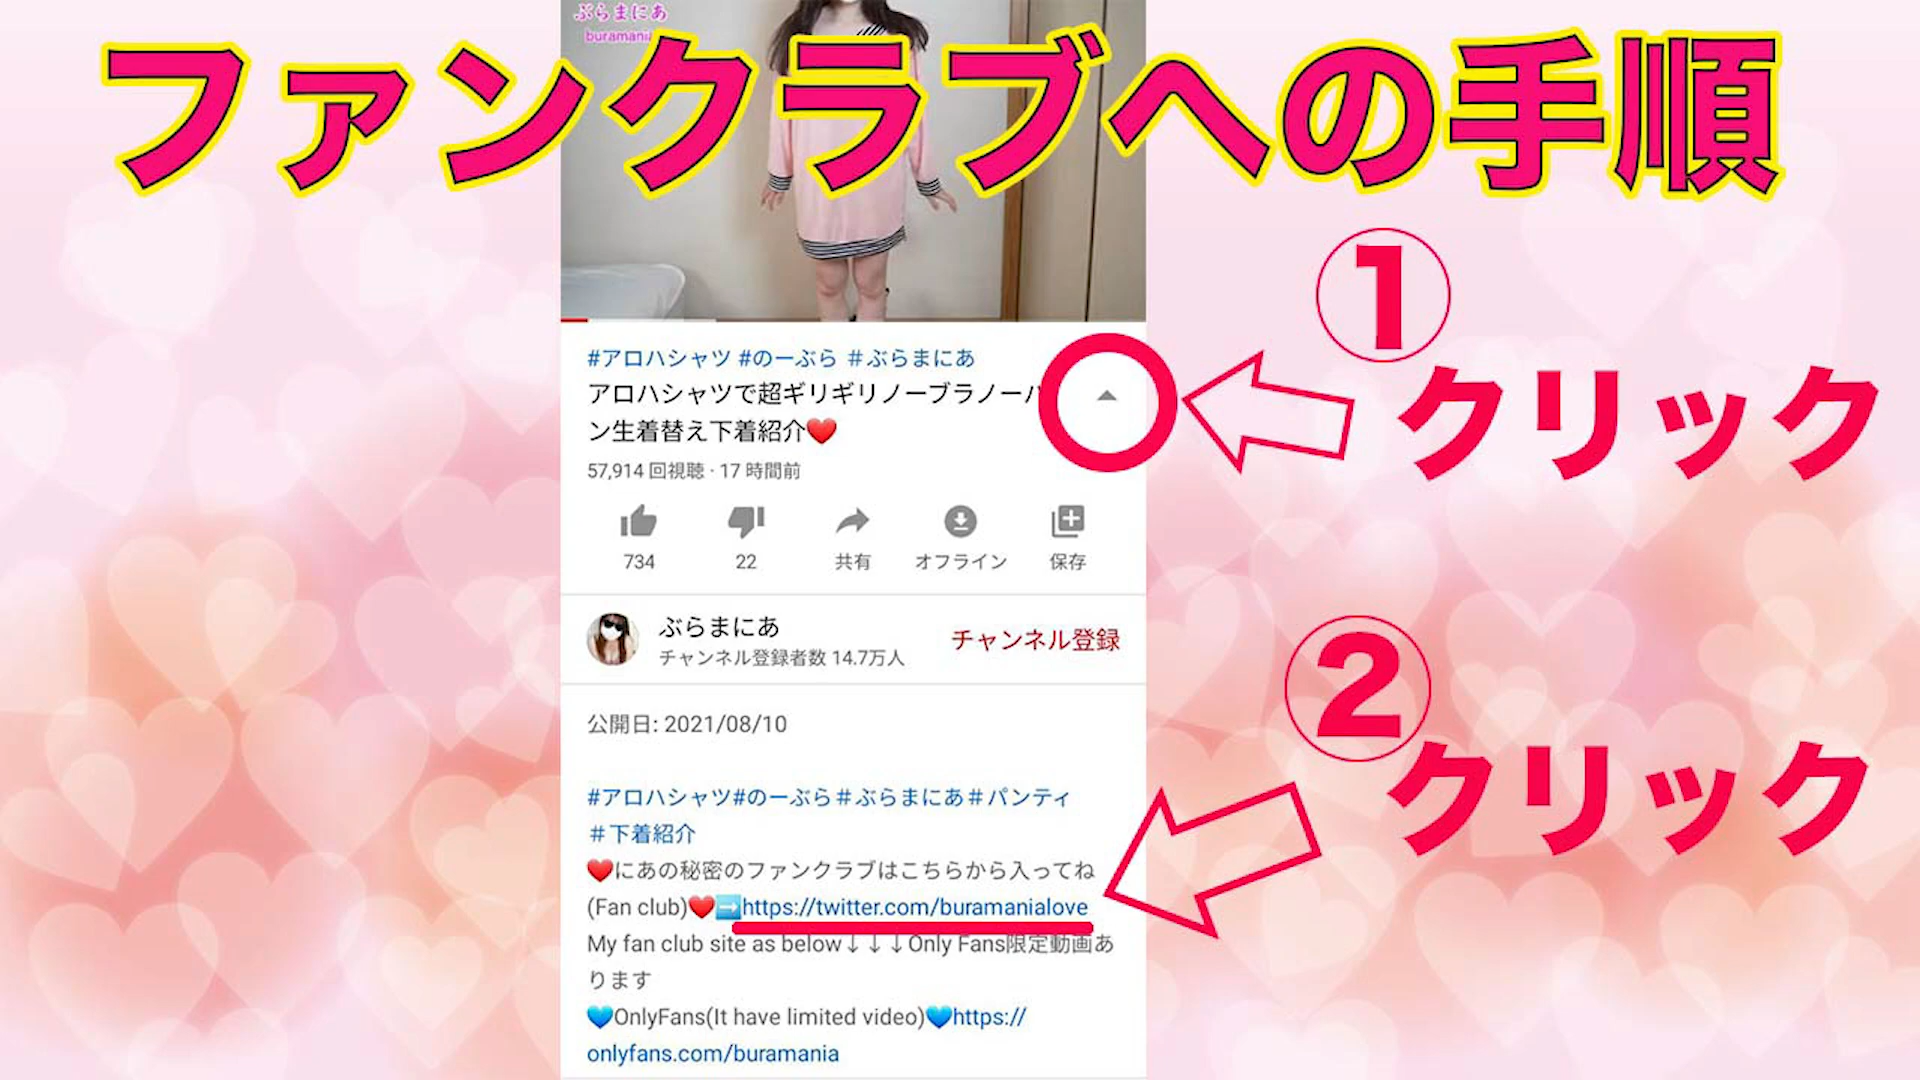 ぶらまにあ
buramania
ファンクラブへの手順
①
クリック
#アロハシャツ #のーぶら #ぶらまにあ
アロハシャツで超ギリギリノーブラノーパ
ン生着替え下着紹介❤️
57,914 回視聴 · 17 時間前
734
22
共有
オフライン
保存
ぶらまにあ
チャンネル登録者数 14.7万人
チャンネル登録
②
クリック
公開日: 2021/08/10
#アロハシャツ#のーぶら#ぶらまにあ#パンティ
#下着紹介
❤️にあの秘密のファンクラブはこちらから入ってね
(Fan club)❤️➡️https://twitter.com/buramanialove
My fan club site as below↓↓↓Only Fans限定動画あ
ります
💙OnlyFans(It have limited video)💙https://
onlyfans.com/buramania